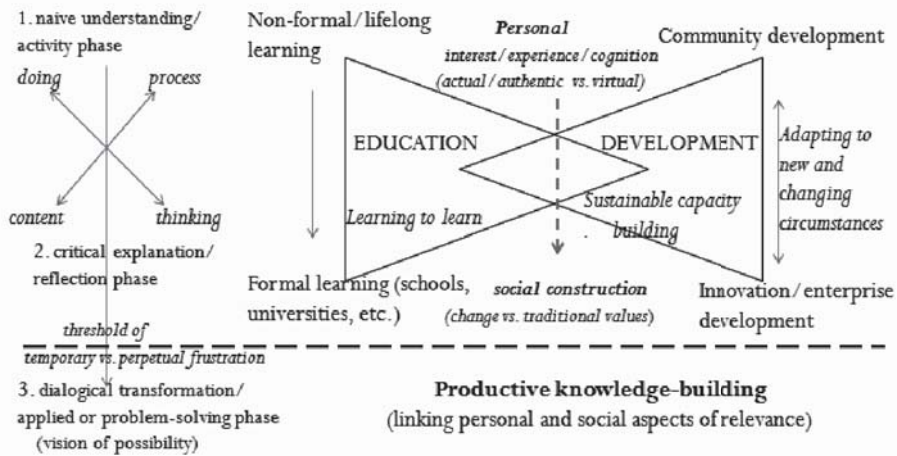 1. naive understanding/
activity phase
doing
process
content
thinking
2. critical explanation/
reflection phase
threshold of
temporary vs. perpetual frustration
3. dialogical transformation/
applied or problem-solving phase
(vision of possibility)
Non-formal/lifelong
learning
Personal
interest/experience/cognition
(actual/authentic vs. virtual)
Community development
EDUCATION
DEVELOPMENT
Adapting to
new and
changing
circumstances
Learning to learn
Sustainable capacity
building
Formal learning (schools,
universities, etc.)
social construction
(change vs. traditional values)
Innovation/enterprise
development
Productive knowledge-building
(linking personal and social aspects of relevance)